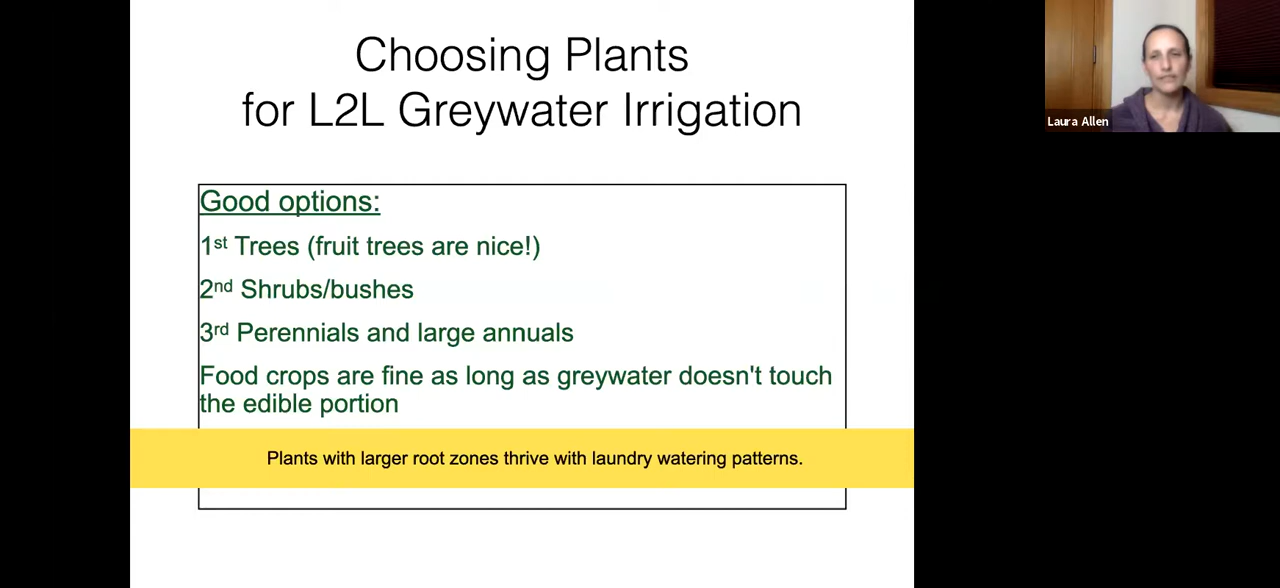 Choosing Plants
for L2L Greywater Irrigation
Good options:
1st Trees (fruit trees are nice!)
2nd Shrubs/bushes
3rd Perennials and large annuals
Food crops are fine as long as greywater doesn't touch
the edible portion
Plants with larger root zones thrive with laundry watering patterns.
Laura Allen